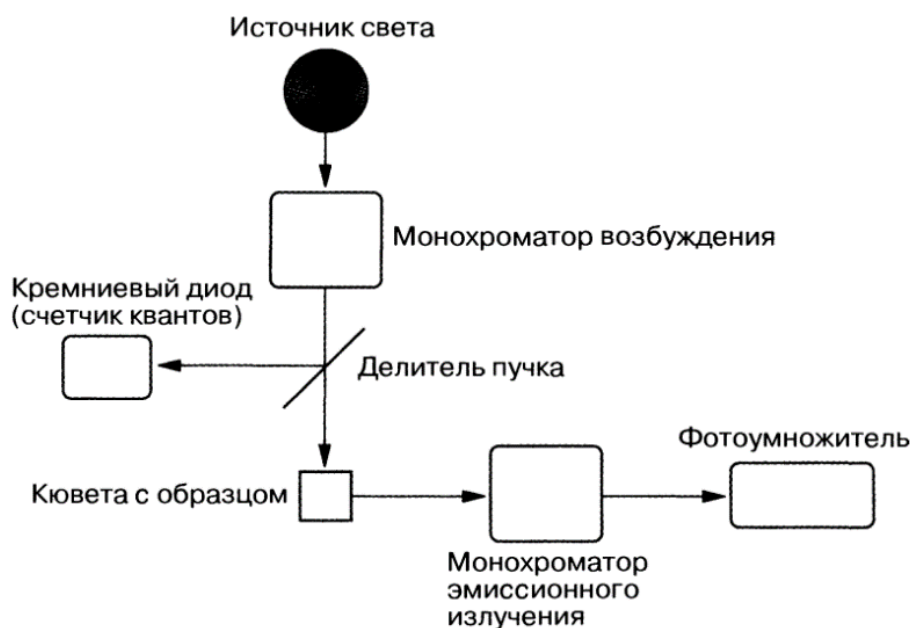 Источник света
Монохроматор возбуждения
Кремниевый диод
(счетчик квантов)
Делитель пучка
Фотоумножитель
Кювета с образцом
Монохроматор
эмиссионного
излучения